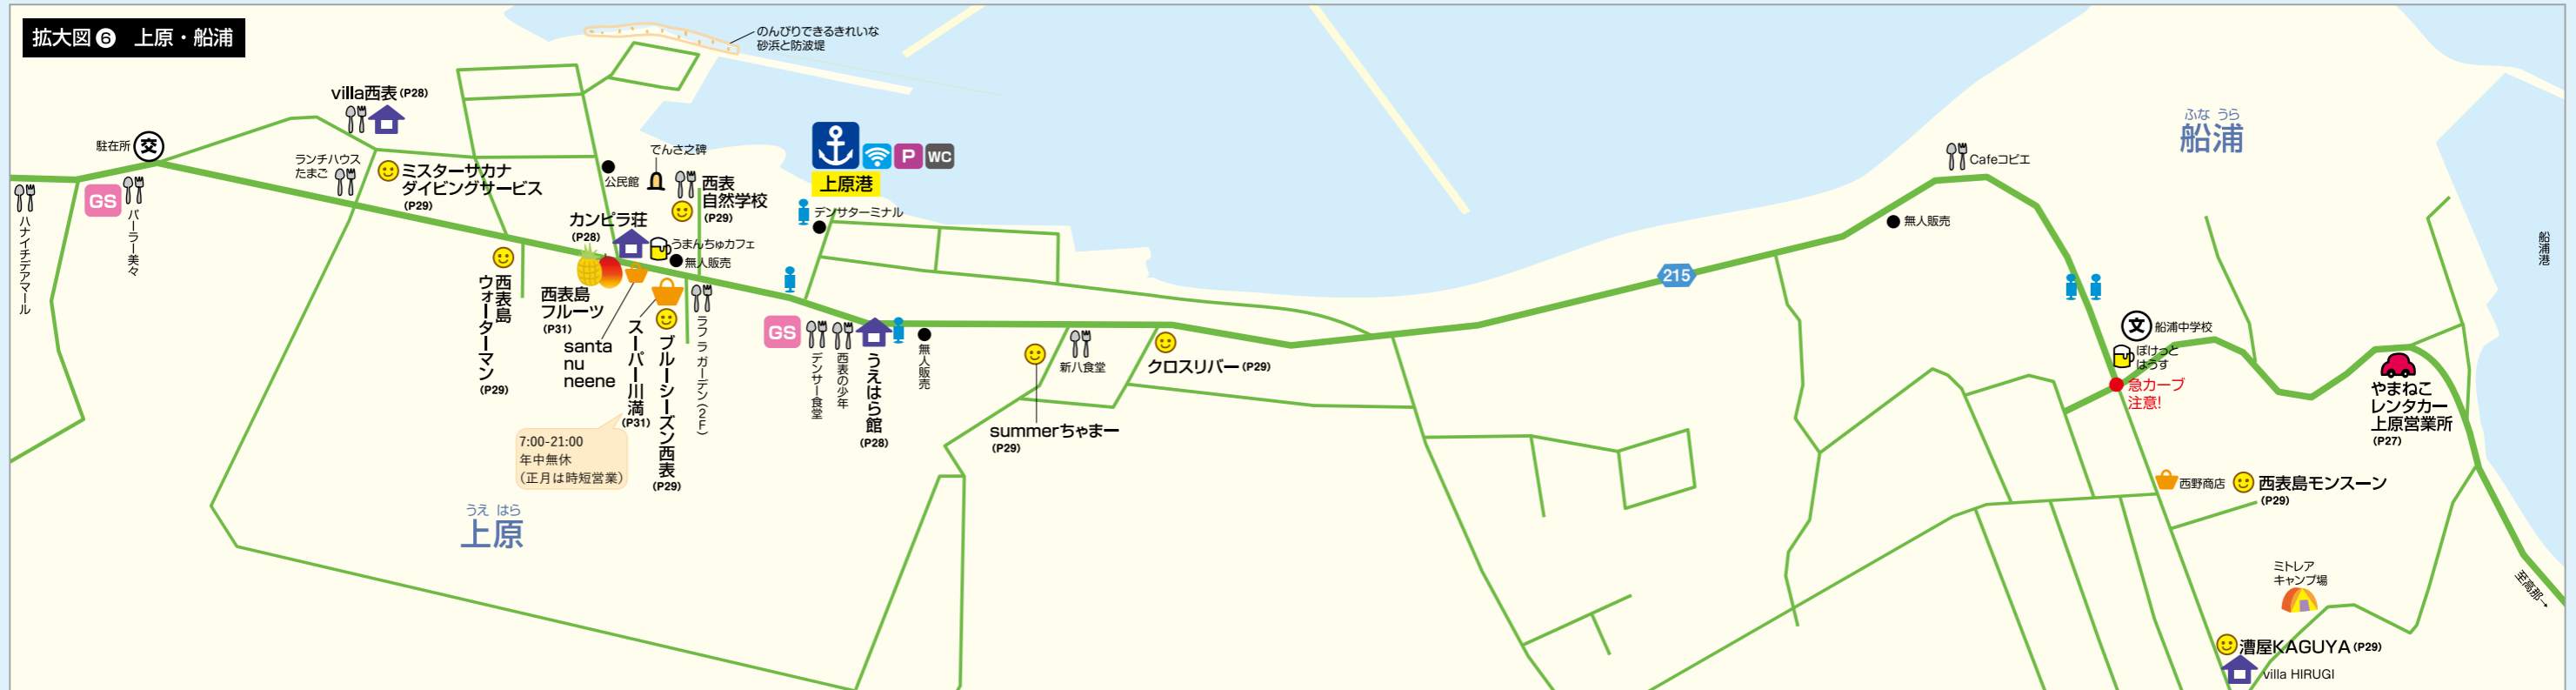 拡大図❻ 上原・船浦
のんびりできるきれいな
砂浜と防波堤
villa西表(P28)
駐在所
交
ランチハウス
たまご
ミスターサカナ
ダイビングサービス
(P29)
GS
パーラー美々
ハナイチデアマール
公民館
でんさ之碑
西表
自然学校
(P29)
カンピラ荘
(P28)
うまんちゅカフェ
無人販売
P
WC
上原港
デンサターミナル
西表島
ウォーターマン
(P29)
西表島
フルーツ
(P31)
santa
nu
neene
スーパー川満
(P31)
7:00-21:00
年中無休
(正月は時短営業)
ブルーシーズン西表
(P29)
ラフ ラ ガーデン(2F)
GS
デンサー食堂
西表の少年
うえはら館
(P28)
無人販売
summerちゃまー
(P29)
新八食堂
クロスリバー(P29)
うえ はら
上原
215
無人販売
Cafeコピエ
ふな うら
船浦
船浦港
文
船浦中学校
ぽけっと
はうす
急カーブ
注意!
やまねこ
レンタカー
上原営業所
(P27)
西野商店
西表島モンスーン
(P29)
ミトレア
キャンプ場
至高那→
漕屋KAGUYA(P29)
villa HIRUGI